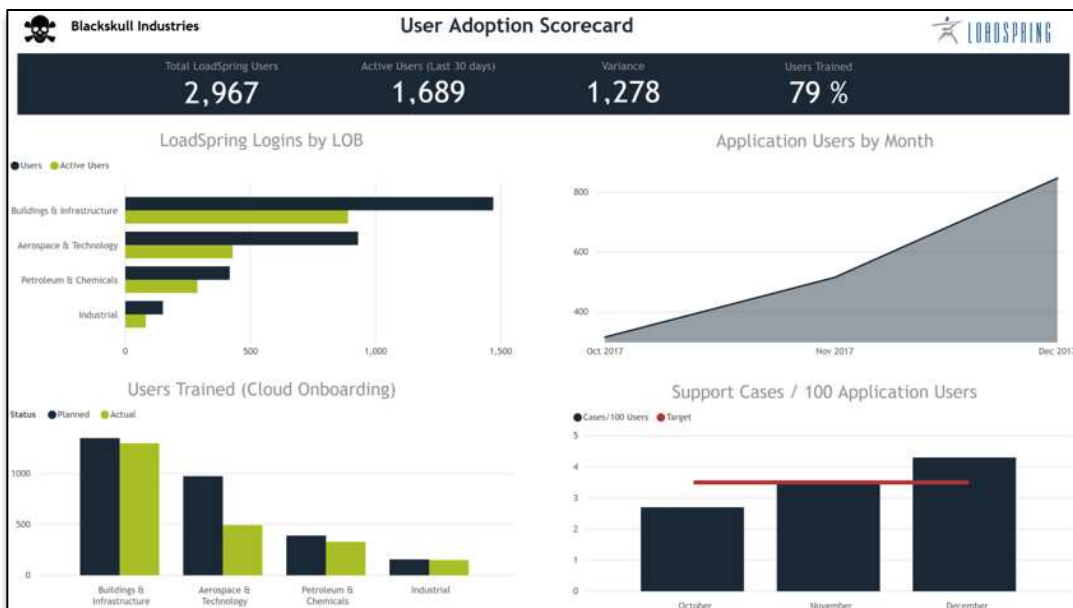 Blackskull Industries
User Adoption Scorecard
LOADSPRING
Total LoadSpring Users
Active Users (Last 30 days)
Variance
Users Trained
2,967
1,689
1,278
79 %
LoadSpring Logins by LOB
Users Active Users
Buildings & Infrastructure
Aerospace & Technology
Petroleum & Chemicals
Industrial
0 500 1,000 1,500
Application Users by Month
800
600
400
Oct 2017 Nov 2017 Dec 2017
Users Trained (Cloud Onboarding)
Status Planned Actual
1000
500
0
Buildings &
Infrastructure
Aerospace &
Technology
Petroleum &
Chemicals
Industrial
Support Cases / 100 Application Users
Cases/100 Users Target
5
4
3
2
1
0
October November December